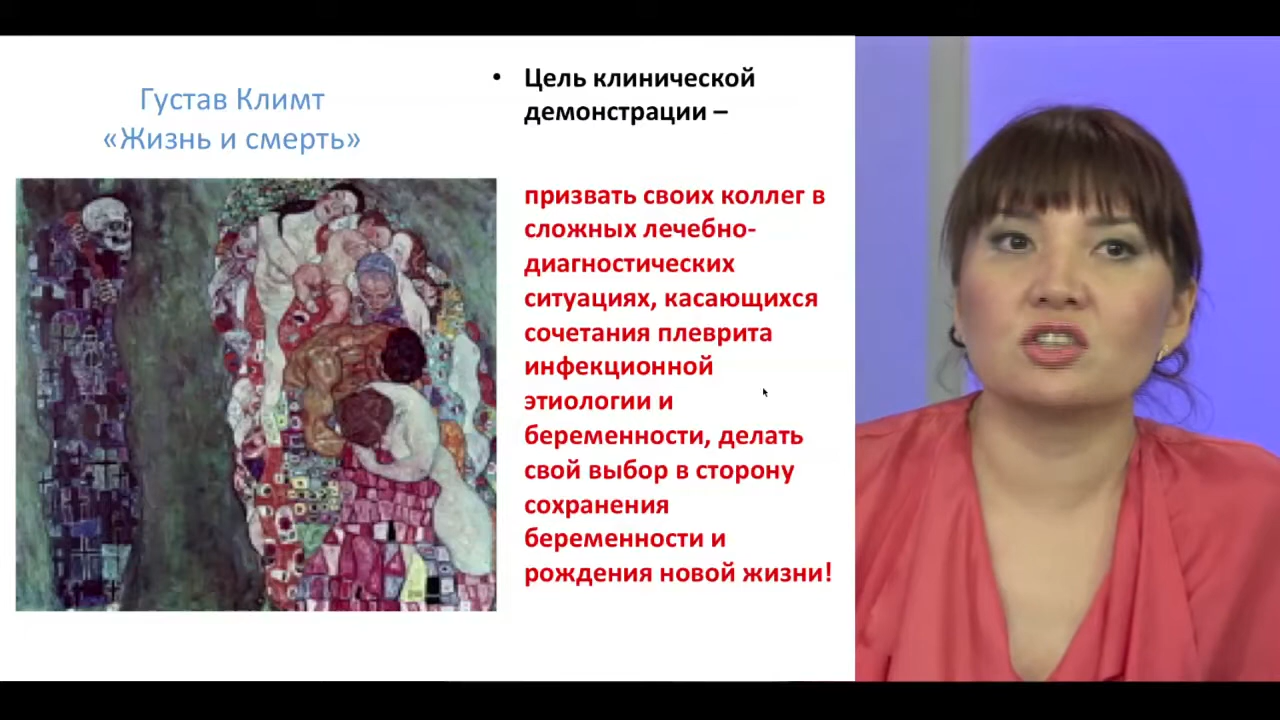 Густав Климт
«Жизнь и смерть»
• Цель клинической
демонстрации –
призвать своих коллег в
сложных лечебно-
диагностических
ситуациях, касающихся
сочетания плеврита
инфекционной
этиологии и
беременности, делать
свой выбор в сторону
сохранения
беременности и
рождения новой жизни!